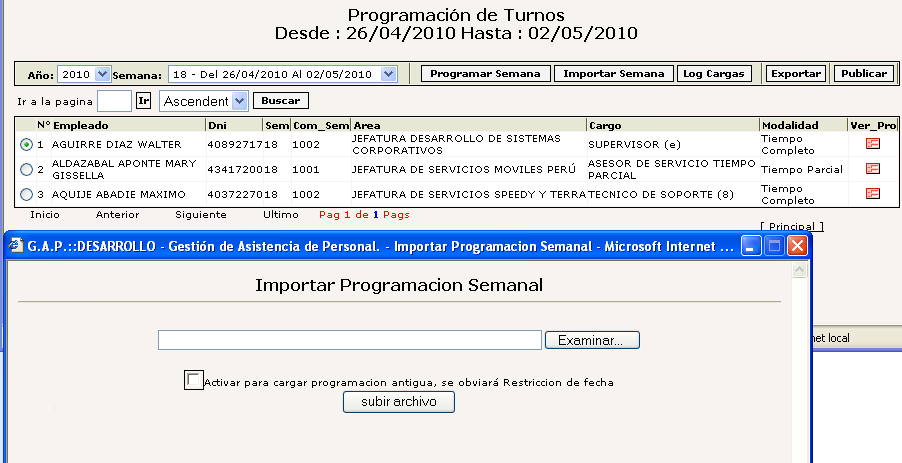 Programación de Turnos
Desde : 26/04/2010 Hasta : 02/05/2010
Año: 2010 Semana: 18 - Del 26/04/2010 Al 02/05/2010 Programar Semana Importar Semana Log Cargas Exportar Publicar
Ir a la pagina Ir Ascendent Buscar
Nº Empleado Dni Sem Com_Sem Area Cargo Modalidad Ver_Pro
1 AGUIRRE DIAZ WALTER 4089271718 1002 JEFATURA DESARROLLO DE SISTEMAS CORPORATIVOS SUPERVISOR (e) Tiempo Completo
2 ALDAZABAL APONTE MARY GISSELLA 4341720018 1001 JEFATURA DE SERVICIOS MOVILES PERÚ ASESOR DE SERVICIO TIEMPO PARCIAL Tiempo Parcial
3 AQUIJE ABADIE MAXIMO 4037227018 1002 JEFATURA DE SERVICIOS SPEEDY Y TERRA TECNICO DE SOPORTE (8) Tiempo Completo
Inicio Anterior Siguiente Ultimo Pag 1 de 1 Pags
[ Principal ]
G.A.P.::DESARROLLO - Gestión de Asistencia de Personal. - Importar Programacion Semanal - Microsoft Internet ...
Importar Programacion Semanal
net local
Examinar...
Activar para cargar programacion antigua, se obviará Restriccion de fecha
subir archivo